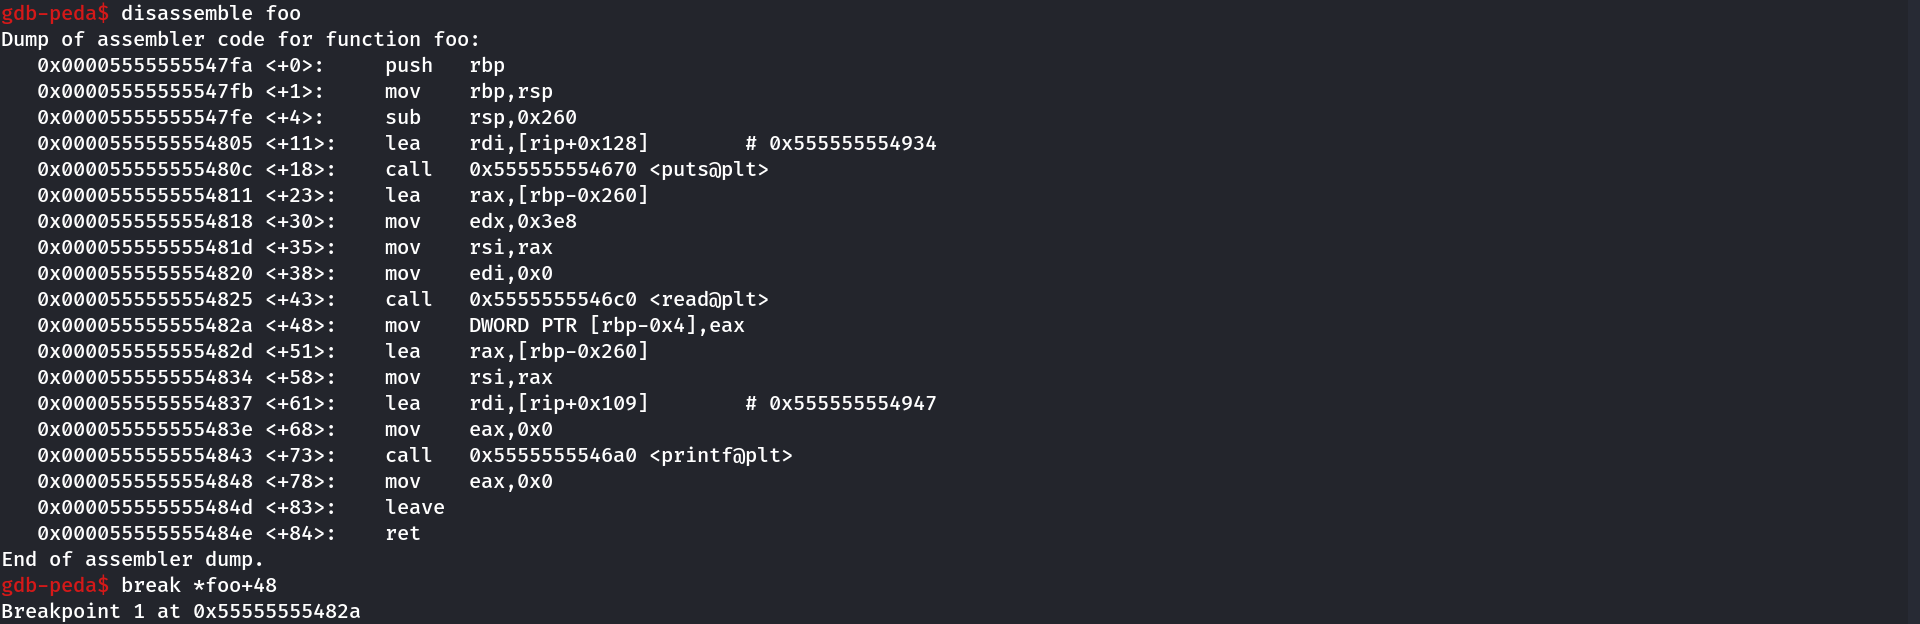 gdb-peda$ disassemble foo
Dump of assembler code for function foo:
   0x00005555555547fa <+0>:     push   rbp
   0x00005555555547fb <+1>:     mov    rbp,rsp
   0x00005555555547fe <+4>:     sub    rsp,0x260
   0x0000555555554805 <+11>:    lea    rdi,[rip+0x128]        # 0x555555554934
   0x000055555555480c <+18>:    call   0x555555554670 <puts@plt>
   0x0000555555554811 <+23>:    lea    rax,[rbp-0x260]
   0x0000555555554818 <+30>:    mov    edx,0x3e8
   0x000055555555481d <+35>:    mov    rsi,rax
   0x0000555555554820 <+38>:    mov    edi,0x0
   0x0000555555554825 <+43>:    call   0x5555555546c0 <read@plt>
   0x000055555555482a <+48>:    mov    DWORD PTR [rbp-0x4],eax
   0x000055555555482d <+51>:    lea    rax,[rbp-0x260]
   0x0000555555554834 <+58>:    mov    rsi,rax
   0x0000555555554837 <+61>:    lea    rdi,[rip+0x109]        # 0x555555554947
   0x000055555555483e <+68>:    mov    eax,0x0
   0x0000555555554843 <+73>:    call   0x5555555546a0 <printf@plt>
   0x0000555555554848 <+78>:    mov    eax,0x0
   0x000055555555484d <+83>:    leave
   0x000055555555484e <+84>:    ret
End of assembler dump.
gdb-peda$ break *foo+48
Breakpoint 1 at 0x55555555482a